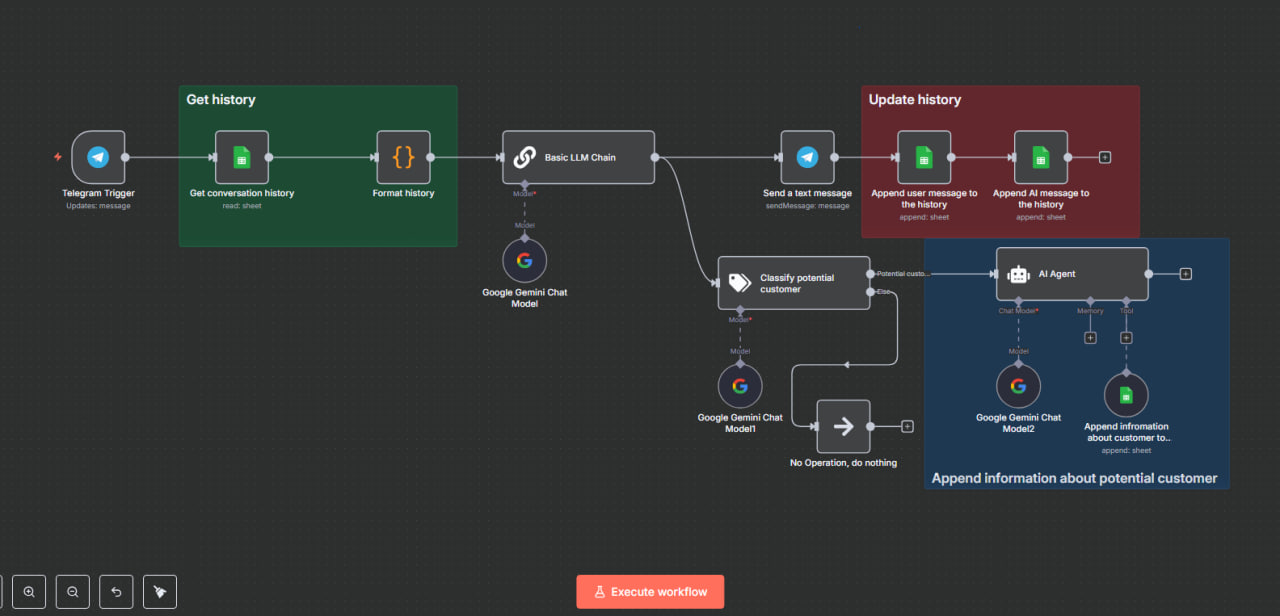 Get history
Update history
Basic LLM Chain
Telegram Trigger
Updates: message
Get conversation history
read: sheet
Format history
Model*
Model
Google Gemini Chat
Model
Send a text message
sendMessage: message
Append user message to
the history
append: sheet
Append AI message to
the history
append: sheet
Classify potential
customer
Potential custo...
Else
Model*
Model
Google Gemini Chat
Model1
No Operation, do nothing
AI Agent
Chat Model*
Memory
Tool
Model
Google Gemini Chat
Model2
Append infromation
about customer to..
append: sheet
Append information about potential customer
Execute workflow